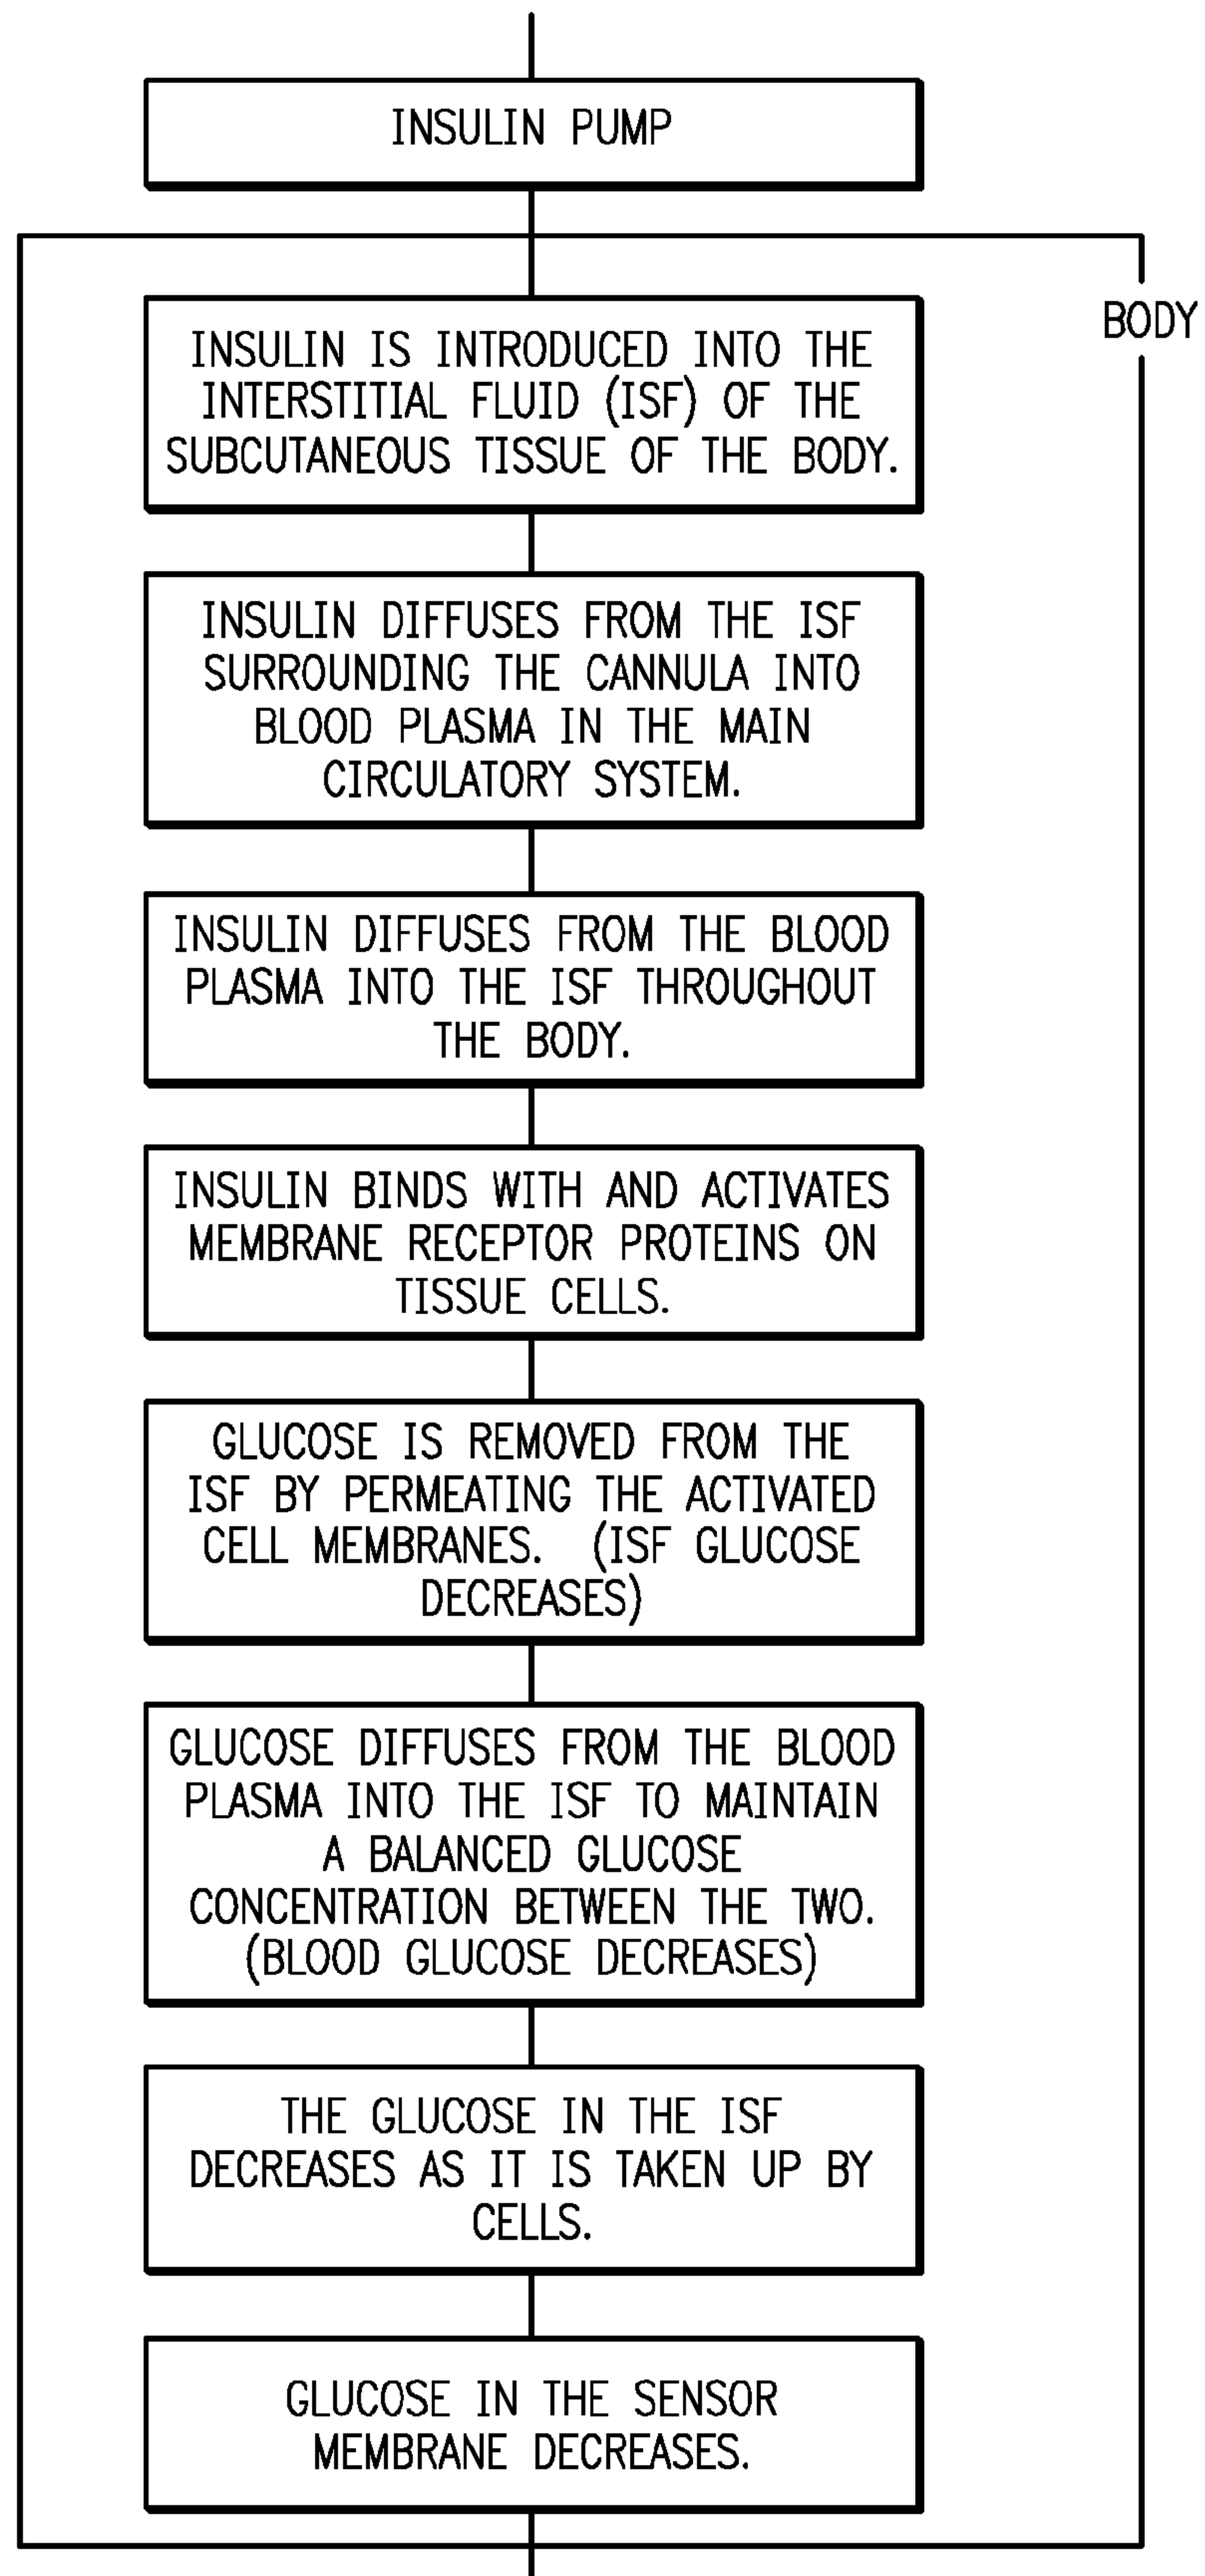 INSULIN PUMP
BODY
INSULIN IS INTRODUCED INTO THE
INTERSTITIAL FLUID (ISF) OF THE
SUBCUTANEOUS TISSUE OF THE BODY.
INSULIN DIFFUSES FROM THE ISF
SURROUNDING THE CANNULA INTO
BLOOD PLASMA IN THE MAIN
CIRCULATORY SYSTEM.
INSULIN DIFFUSES FROM THE BLOOD
PLASMA INTO THE ISF THROUGHOUT
THE BODY.
INSULIN BINDS WITH AND ACTIVATES
MEMBRANE RECEPTOR PROTEINS ON
TISSUE CELLS.
GLUCOSE IS REMOVED FROM THE
ISF BY PERMEATING THE ACTIVATED
CELL MEMBRANES. (ISF GLUCOSE
DECREASES)
GLUCOSE DIFFUSES FROM THE BLOOD
PLASMA INTO THE ISF TO MAINTAIN
A BALANCED GLUCOSE
CONCENTRATION BETWEEN THE TWO.
(BLOOD GLUCOSE DECREASES)
THE GLUCOSE IN THE ISF
DECREASES AS IT IS TAKEN UP BY
CELLS.
GLUCOSE IN THE SENSOR
MEMBRANE DECREASES.